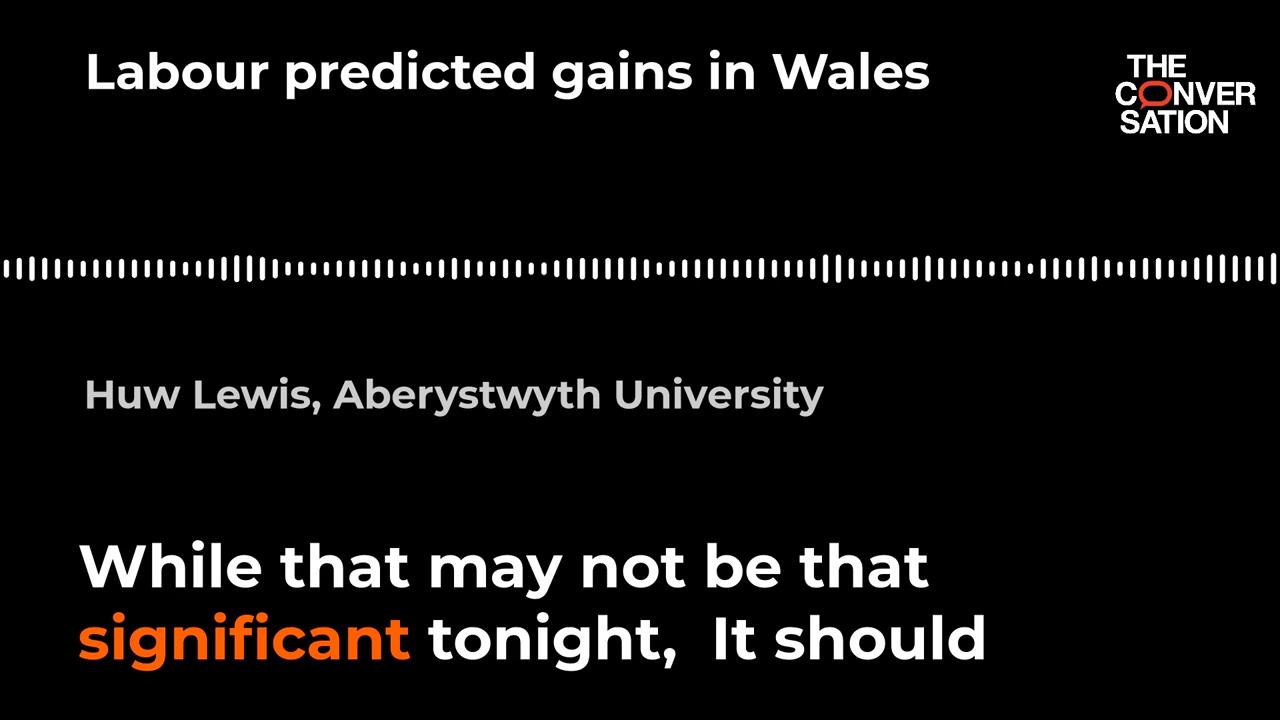 Labour predicted gains in Wales
THE
CONVER
SATION
Huw Lewis, Aberystwyth University
While that may not be that
significant tonight, It should